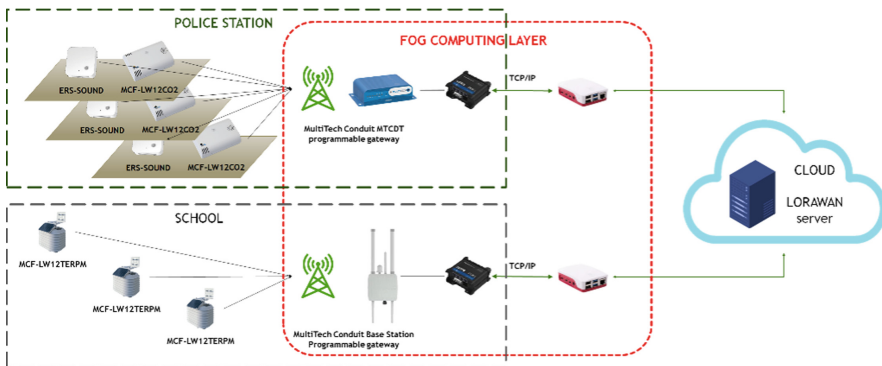 POLICE STATION
FOG COMPUTING LAYER
ERS-SOUND
MCF-LW12CO2
ERS-SOUND
MCF-LW12CO2
ERS-SOUND
MCF-LW12CO2
MultiTech Conduit MTCDT
programmable gateway
TCP/IP
CLOUD
LORAWAN
server
SCHOOL
MCF-LW12TERPM
MCF-LW12TERPM
MCF-LW12TERPM
MultiTech Conduit Base Station
Programmable gateway
TCP/IP